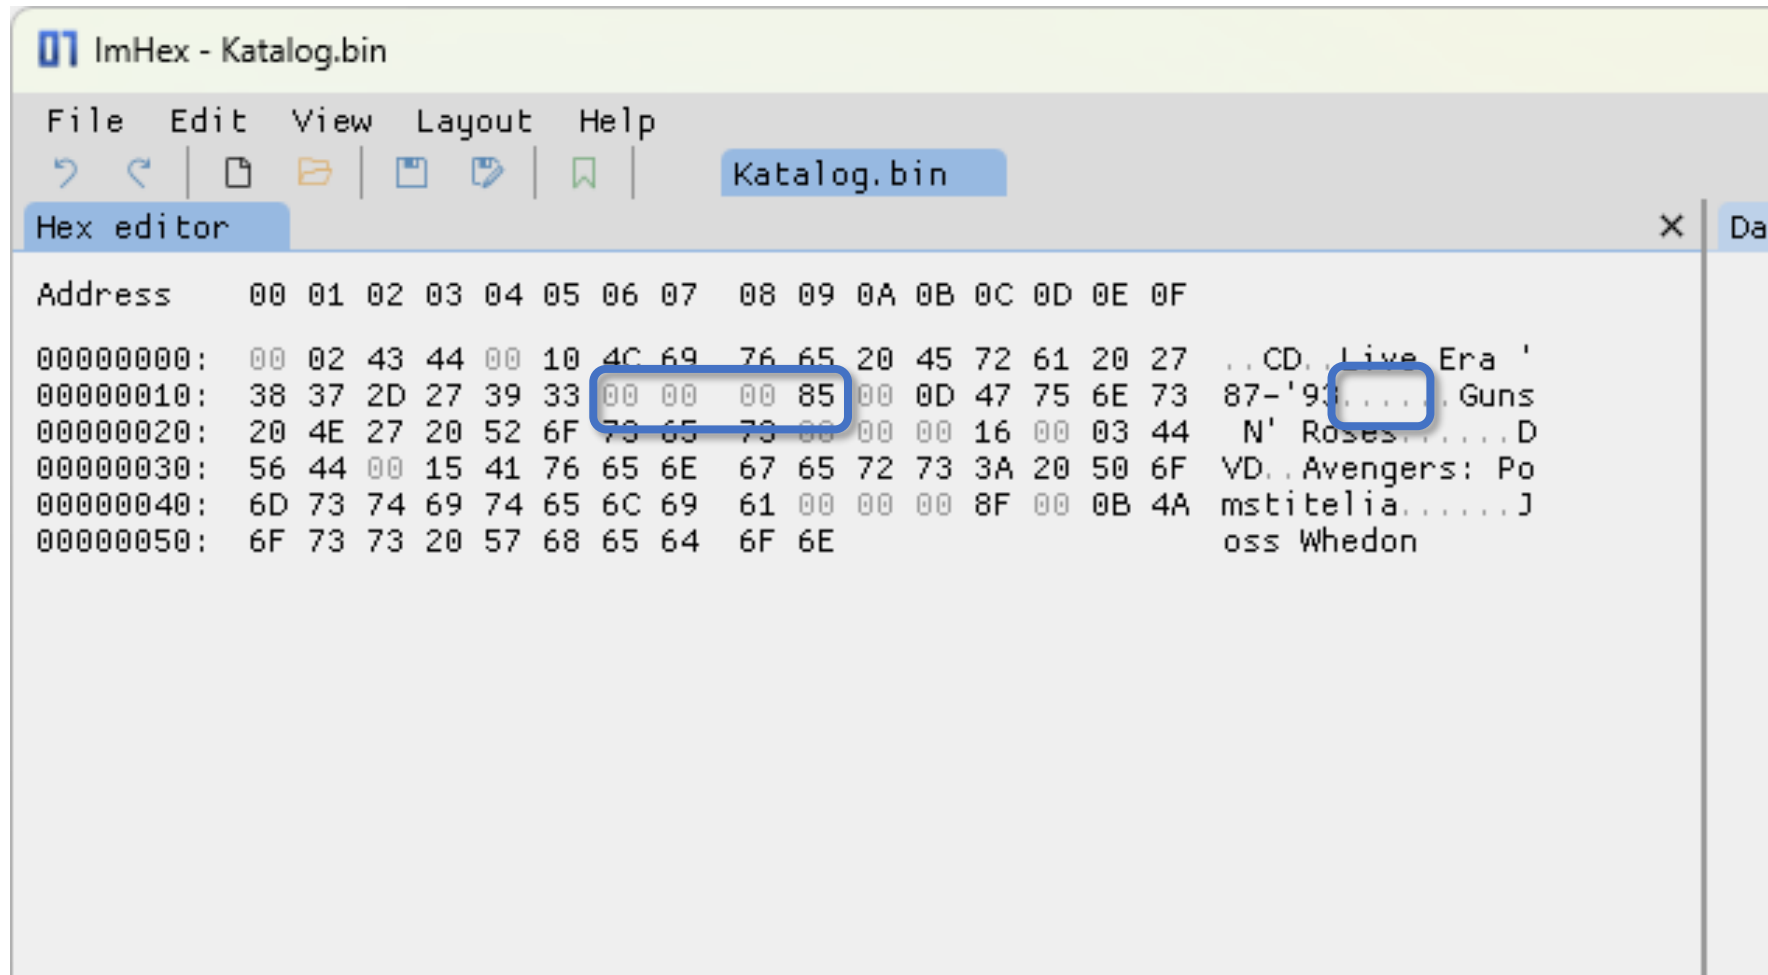 ImHex - Katalog.bin
File Edit View Layout Help
Katalog.bin
Hex editor
Da
Address 00 01 02 03 04 05 06 07 08 09 0A 0B 0C 0D 0E 0F
00000000: 00 02 43 44 00 10 4C 69 76 65 20 45 72 61 20 27 ..CD..Live Era '
00000010: 38 37 2D 27 39 33 00 00 00 85 00 0D 47 75 6E 73 87-'93......Guns
00000020: 20 4E 27 20 52 6F 73 65 73 00 00 00 16 00 03 44 N' Roses......D
00000030: 56 44 00 15 41 76 65 6E 67 65 72 73 3A 20 50 6F VD..Avengers: Po
00000040: 6D 73 74 69 74 65 6C 69 61 00 00 00 8F 00 0B 4A mstitelia......J
00000050: 6F 73 73 20 57 68 65 64 6F 6E oss Whedon